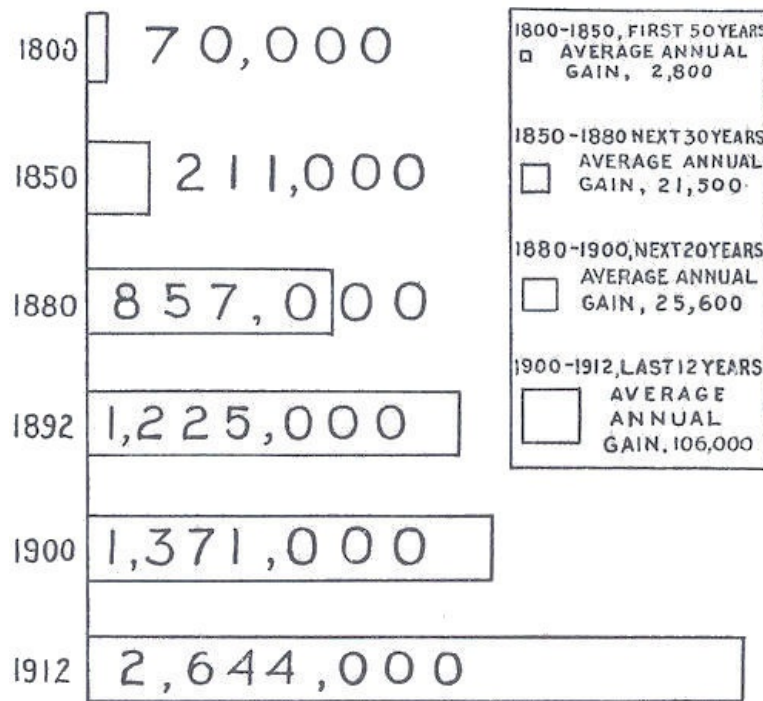 1800 70,000
1850 211,000
1880 857,000
1892 1,225,000
1900 1,371,000
1912 2,644,000
1800-1850, FIRST 50 YEARS
AVERAGE ANNUAL
GAIN, 2,800
1850-1880 NEXT 30 YEARS
AVERAGE ANNUAL
GAIN, 21,500
1880-1900, NEXT 20 YEARS
AVERAGE ANNUAL
GAIN, 25,600
1900-1912, LAST 12 YEARS
AVERAGE
ANNUAL
GAIN, 106,000